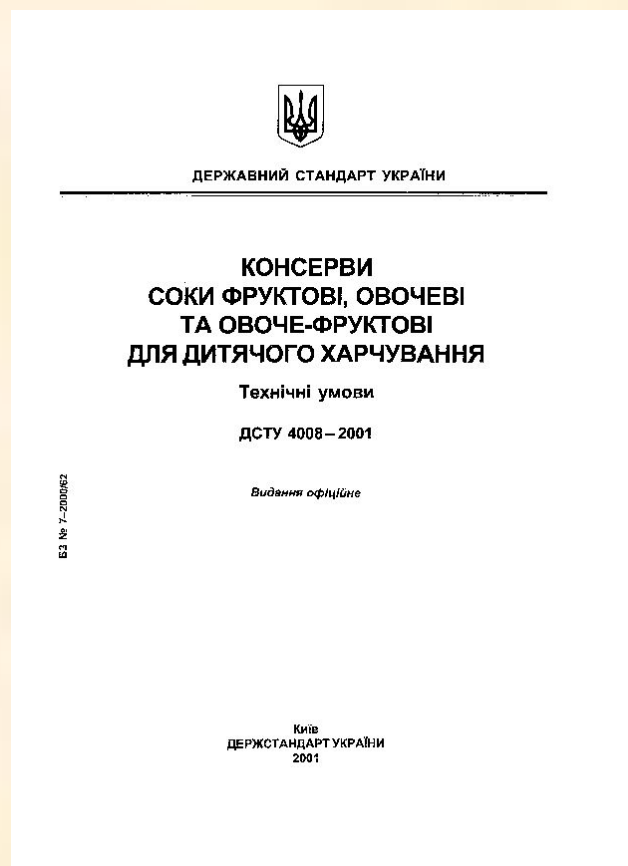 ДЕРЖАВНИЙ СТАНДАРТ УКРАЇНИ
КОНСЕРВИ
СОКИ ФРУКТОВІ, ОВОЧЕВІ
ТА ОВОЧЕ-ФРУКТОВІ
ДЛЯ ДИТЯЧОГО ХАРЧУВАННЯ
Технічні умови
ДСТУ 4008–2001
Видання офіційне
БЗ № 7–2000/62
Київ
ДЕРЖСТАНДАРТ УКРАЇНИ
2001